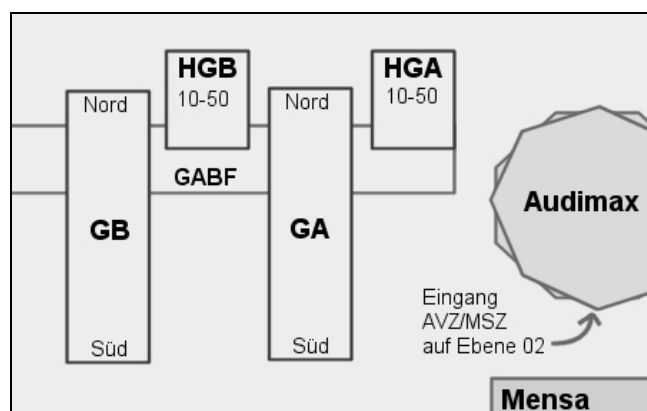 HGB
10-50
HGA
10-50
Nord
Nord
GABF
GB
GA
Audimax
Süd
Süd
Eingang
AVZ/MSZ
auf Ebene 02
Mensa